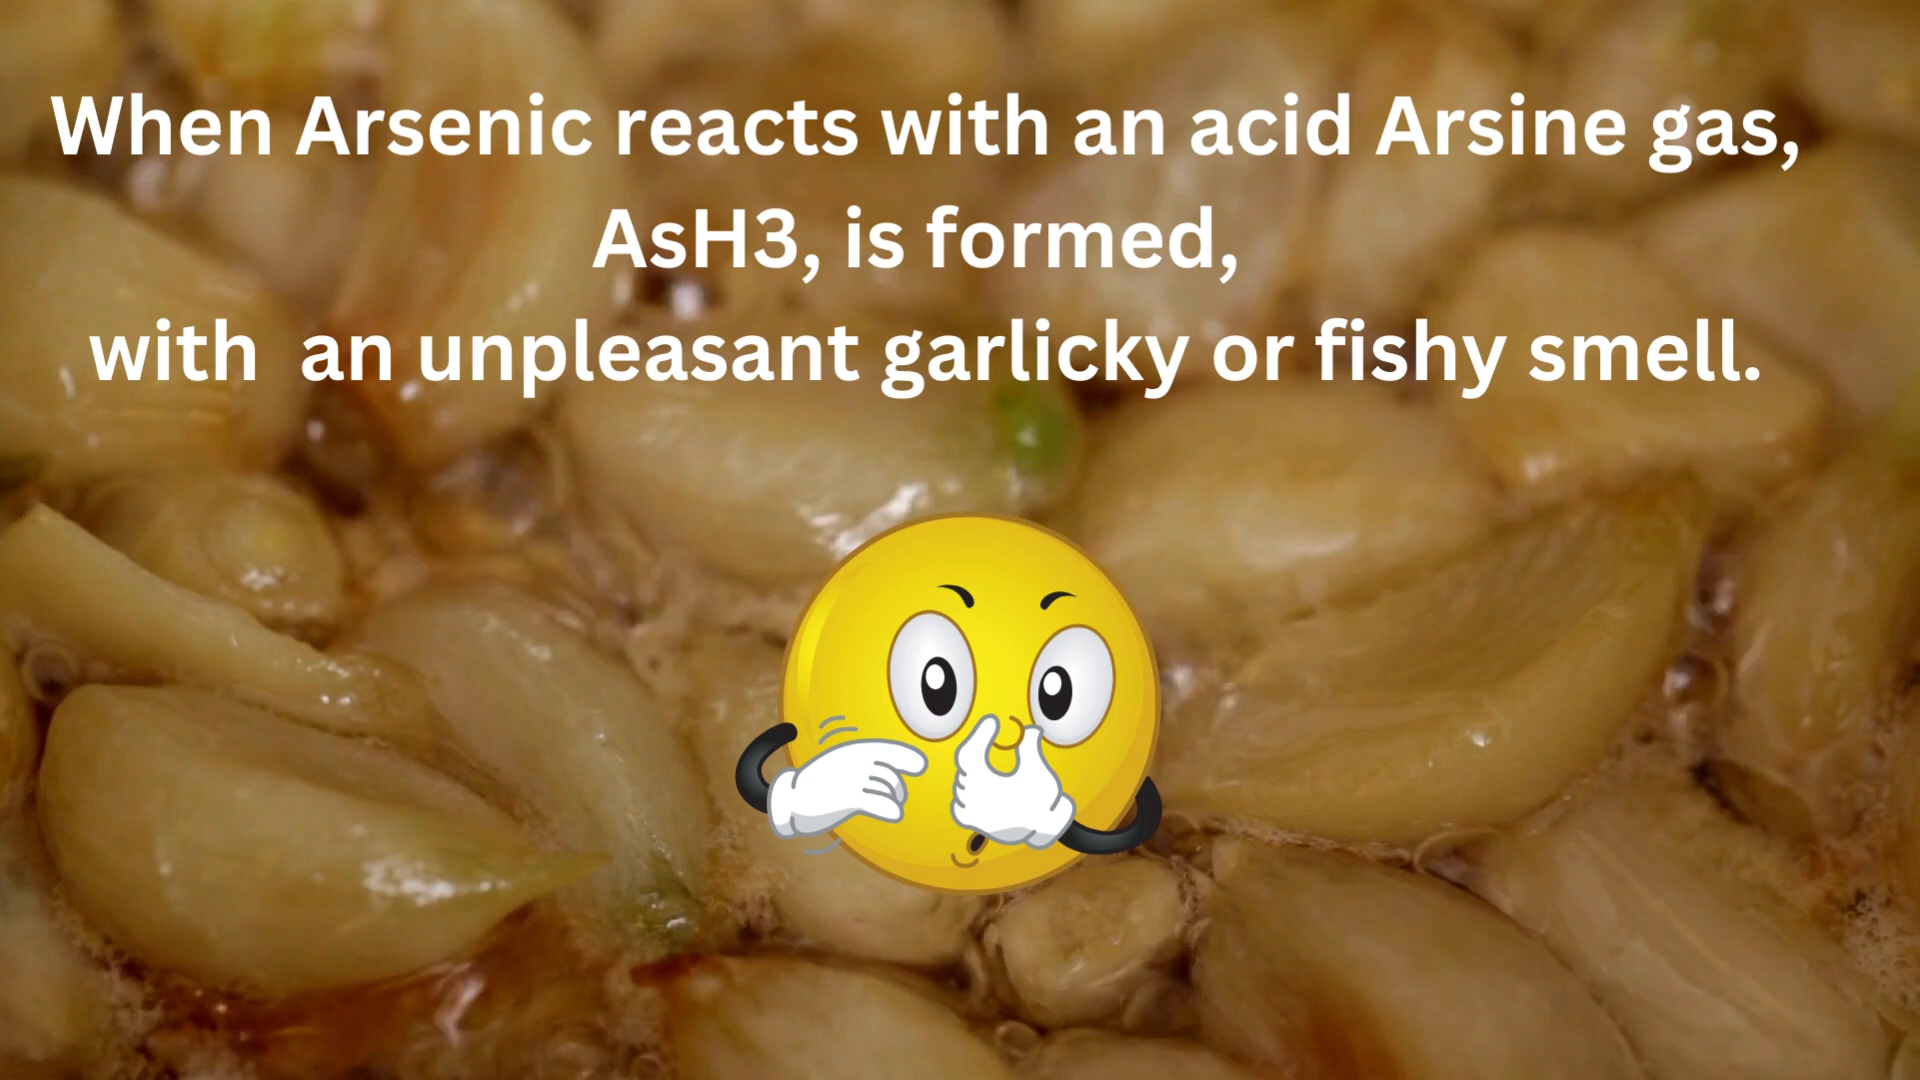 When Arsenic reacts with an acid Arsine gas,
AsH3, is formed,
with  an unpleasant garlicky or fishy smell.